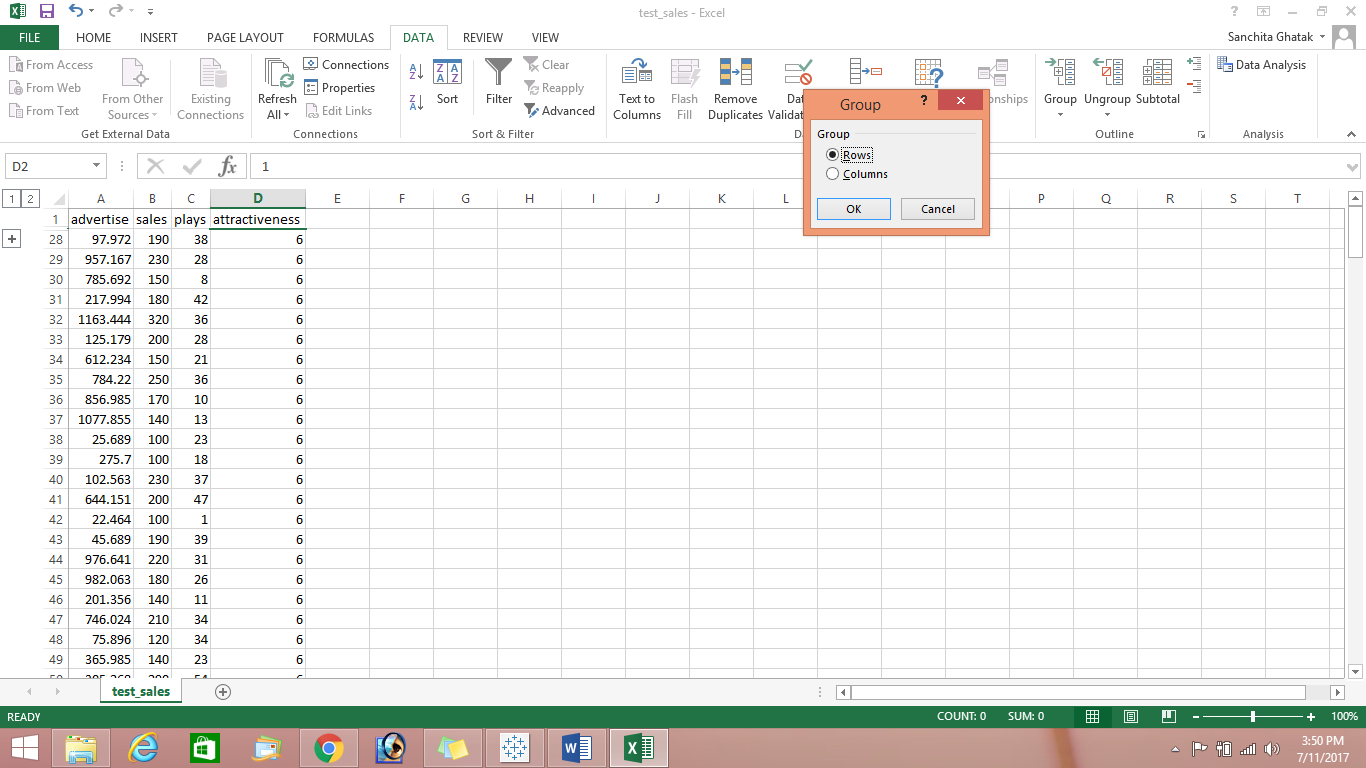 test_sales - Excel
FILE HOME INSERT PAGE LAYOUT FORMULAS DATA REVIEW VIEW Sanchita Ghatak
From Access
From Web
From Text
From Other Sources
Existing Connections
Get External Data
Refresh All
Connections
Properties
Edit Links
Connections
A Z
Z A
Z A A Z
Sort
Filter
Clear
Reapply
Advanced
Sort & Filter
Text to Columns
Flash Fill
Remove Duplicates
Group
Ungroup
Subtotal
Outline
Data Analysis
Analysis
Group ?
Group
Rows
Columns
OK Cancel
D2 fx 1
1 2 A B C D E F G H I J K L P Q R S T
1 advertise sales plays attractiveness
28 97.972 190 38 6
29 957.167 230 28 6
30 785.692 150 8 6
31 217.994 180 42 6
32 1163.444 320 36 6
33 125.179 200 28 6
34 612.234 150 21 6
35 784.22 250 36 6
36 856.985 170 10 6
37 1077.855 140 13 6
38 25.689 100 23 6
39 275.7 100 18 6
40 102.563 230 37 6
41 644.151 200 47 6
42 22.464 100 1 6
43 45.689 190 39 6
44 976.641 220 31 6
45 982.063 180 26 6
46 201.356 140 11 6
47 746.024 210 34 6
48 75.896 120 34 6
49 365.985 140 23 6
test_sales
READY COUNT: 0 SUM: 0 100%
3:50 PM
7/11/2017